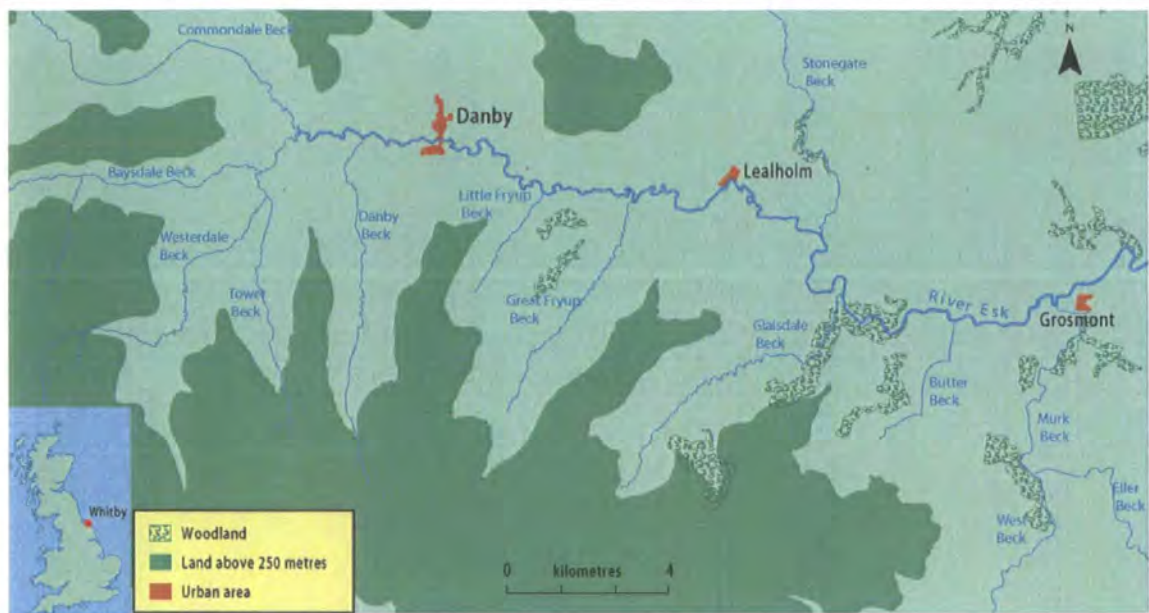 Commondale Beck
N
Stonegate
Beck
Danby
Lealholm
Baysdale Beck
Little Fryup
Beck
Danby
Beck
Westerdale
Beck
Tower
Beck
Great Fryup
Beck
River Esk
Grosmont
Glaisdale
Beck
Butter
Beck
Murk
Beck
Eller
Beck
West
Beck
Whitby
Woodland
Land above 250 metres
Urban area
0 kilometres 4